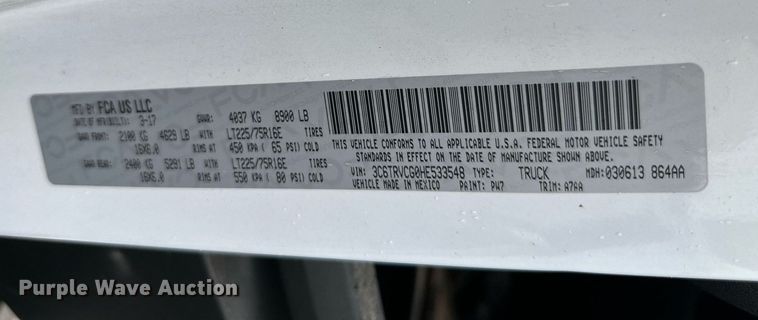 MFD BY FCA US LLC
DATE OF MFR(BUILT): 3-17 GVWR: 4037 KG 8900 LB
GAWR FRONT: 2100 KG 4629 LB WITH LT225/75R16E TIRES
16X6.0 RIMS AT 450 KPA ( 65 PSI) COLD
GAWR REAR: 2400 KG 5291 LB WITH LT225/75R16E TIRES
16X6.0 RIMS AT 550 KPA ( 80 PSI) COLD
THIS VEHICLE CONFORMS TO ALL APPLICABLE U.S.A. FEDERAL MOTOR VEHICLE SAFETY
STANDARDS IN EFFECT ON THE DATE OF MANUFACTURE SHOWN ABOVE.
VIN: 3C6TRVCG0HE533548 TYPE: TRUCK MDH: 030613 864AA
VEHICLE MADE IN MEXICO PAINT: PW7 TRIM: A7AA
Purple Wave Auction